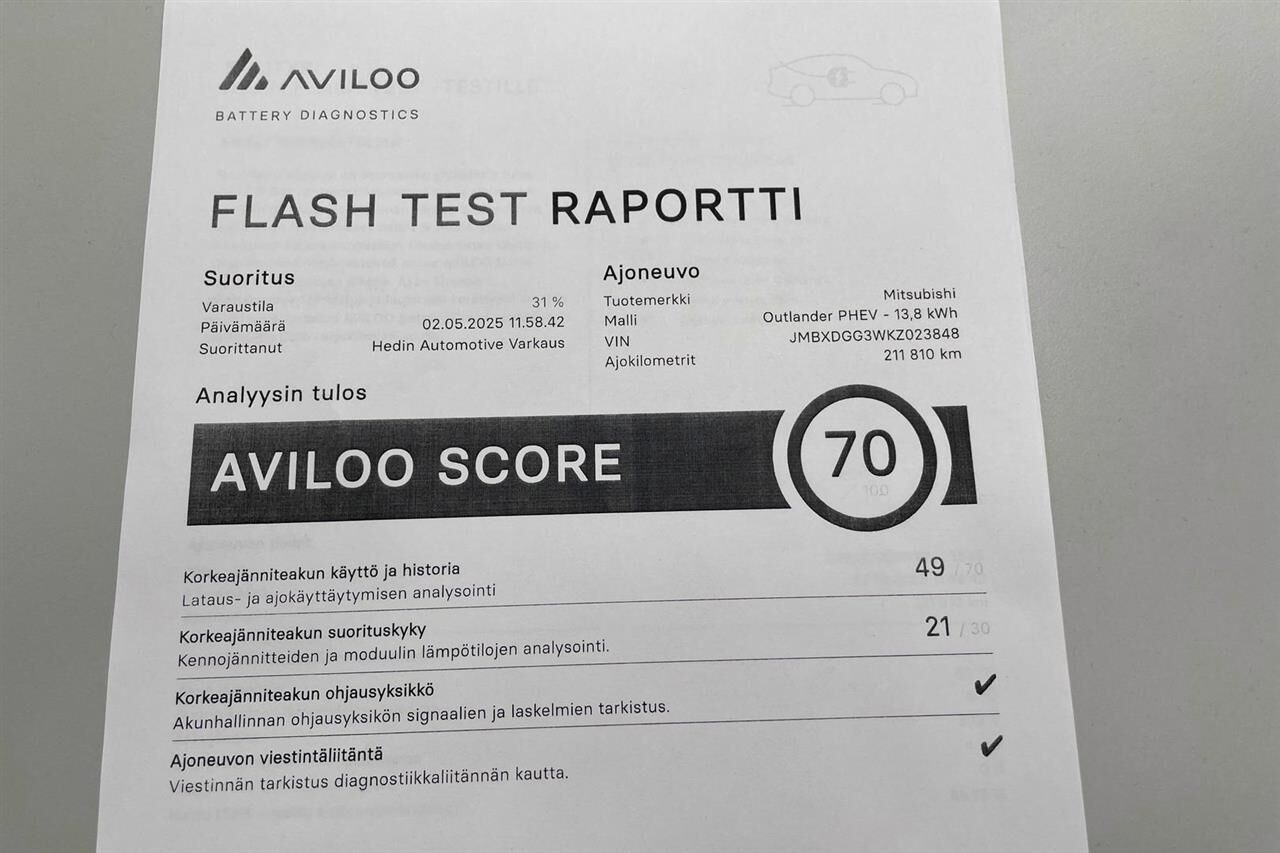 AVILOO
BATTERY DIAGNOSTICS
FLASH TEST RAPORTTI
Suoritus
Varaustila 31 %
Päivämäärä 02.05.2025 11.58.42
Suorittanut Hedin Automotive Varkaus
Ajoneuvo
Tuotemerkki Mitsubishi
Malli Outlander PHEV - 13,8 kWh
VIN JMBXDGG3WKZ023848
Ajokilometrit 211 810 km
Analyysin tulos
AVILOO SCORE 70
/ 100
Korkeajänniteakun käyttö ja historia 49 / 70
Lataus- ja ajokäyttäytymisen analysointi
Korkeajänniteakun suorituskyky 21 / 30
Kennojännitteiden ja moduulin lämpötilojen analysointi.
Korkeajänniteakun ohjausyksikkö ✔
Akunhallinnan ohjausyksikön signaalien ja laskelmien tarkistus.
Ajoneuvon viestintäliitäntä ✔
Viestinnän tarkistus diagnostiikkaliitännän kautta.